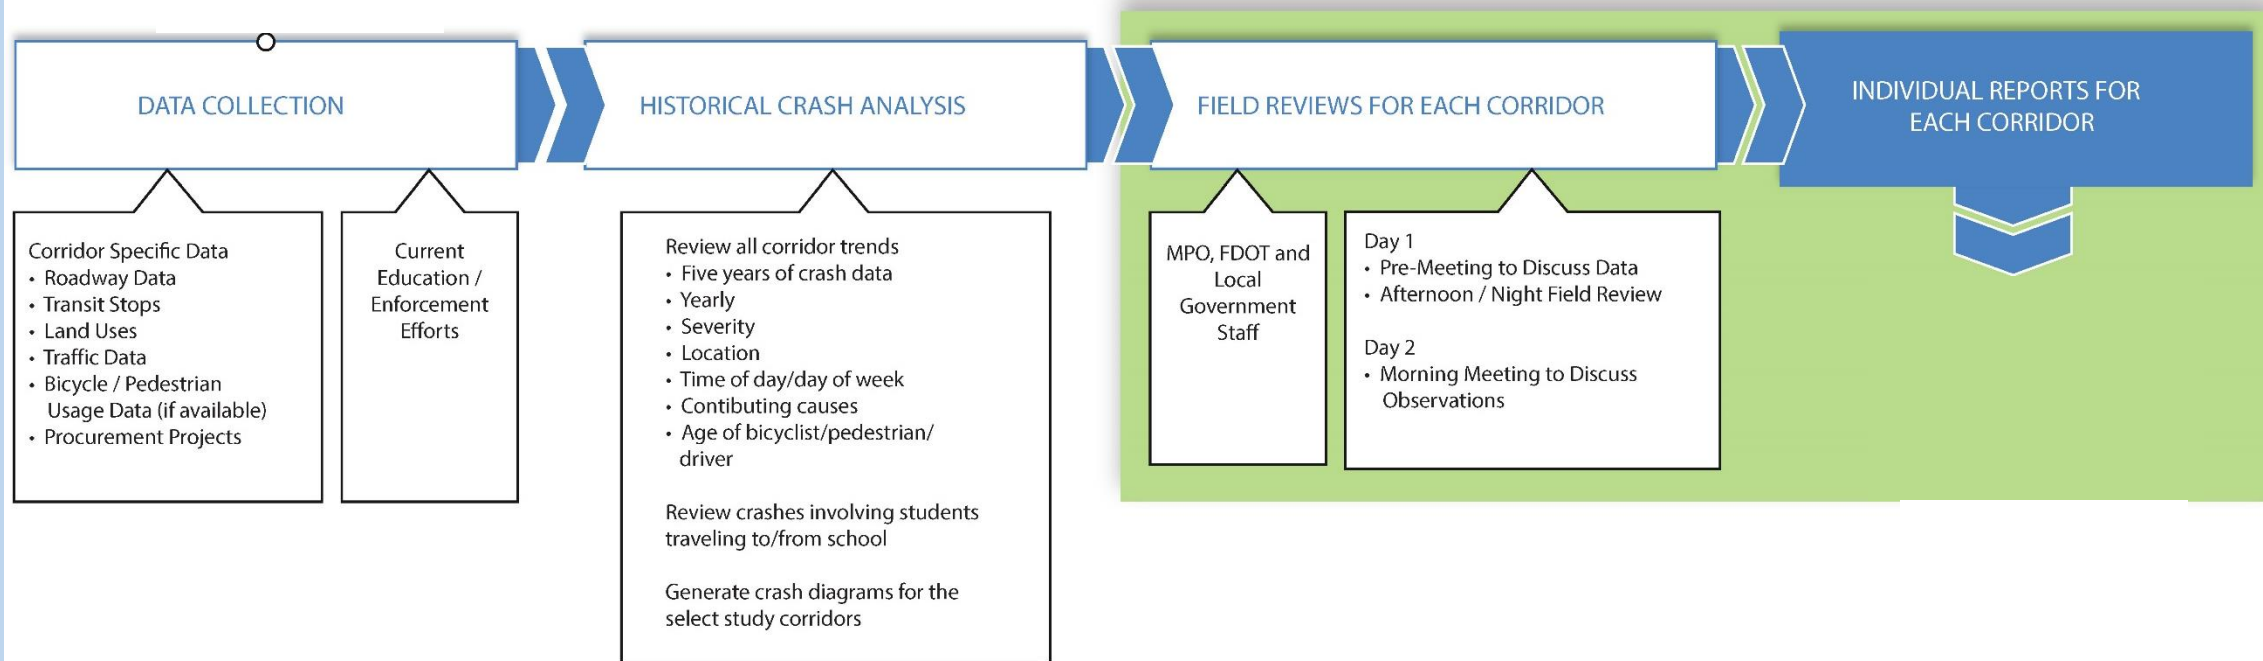 DATA COLLECTION
Corridor Specific Data
• Roadway Data
• Transit Stops
• Land Uses
• Traffic Data
• Bicycle / Pedestrian
Usage Data (if available)
• Procurement Projects
Current
Education /
Enforcement
Efforts
HISTORICAL CRASH ANALYSIS
Review all corridor trends
• Five years of crash data
• Yearly
• Severity
• Location
• Time of day/day of week
• Contibuting causes
• Age of bicyclist/pedestrian/
driver
Review crashes involving students
traveling to/from school
Generate crash diagrams for the
select study corridors
FIELD REVIEWS FOR EACH CORRIDOR
MPO, FDOT and
Local
Government
Staff
Day 1
• Pre-Meeting to Discuss Data
• Afternoon / Night Field Review
Day 2
• Morning Meeting to Discuss
Observations
INDIVIDUAL REPORTS FOR
EACH CORRIDOR